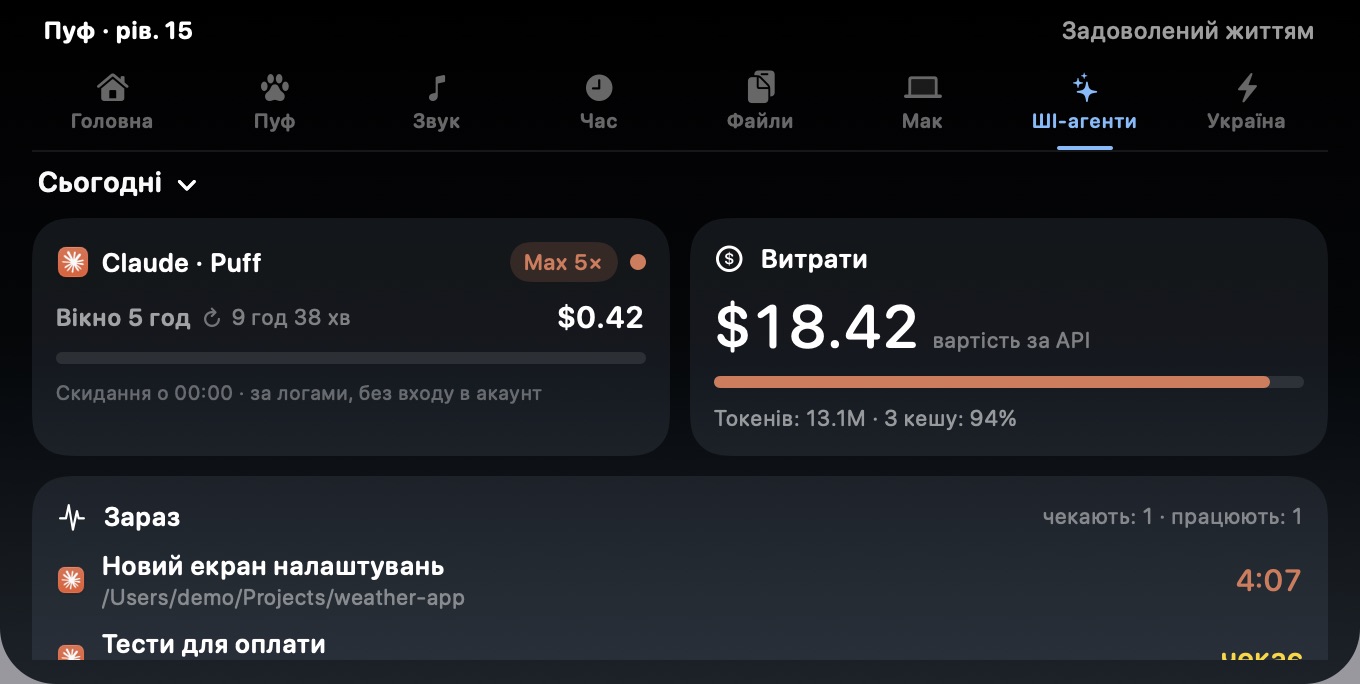 Пуф · рів. 15
Задоволений життям
Головна
Пуф
Звук
Час
Файли
Мак
ШІ-агенти
Україна
Сьогодні
Claude · Puff
Max 5×
Вікно 5 год 9 год 38 хв
$0.42
Скидання о 00:00 · за логами, без входу в акаунт
Витрати
$18.42 вартість за API
Токенів: 13.1M · З кешу: 94%
Зараз
чекають: 1 · працюють: 1
Новий екран налаштувань
/Users/demo/Projects/weather-app
4:07
Тести для оплати
чекає